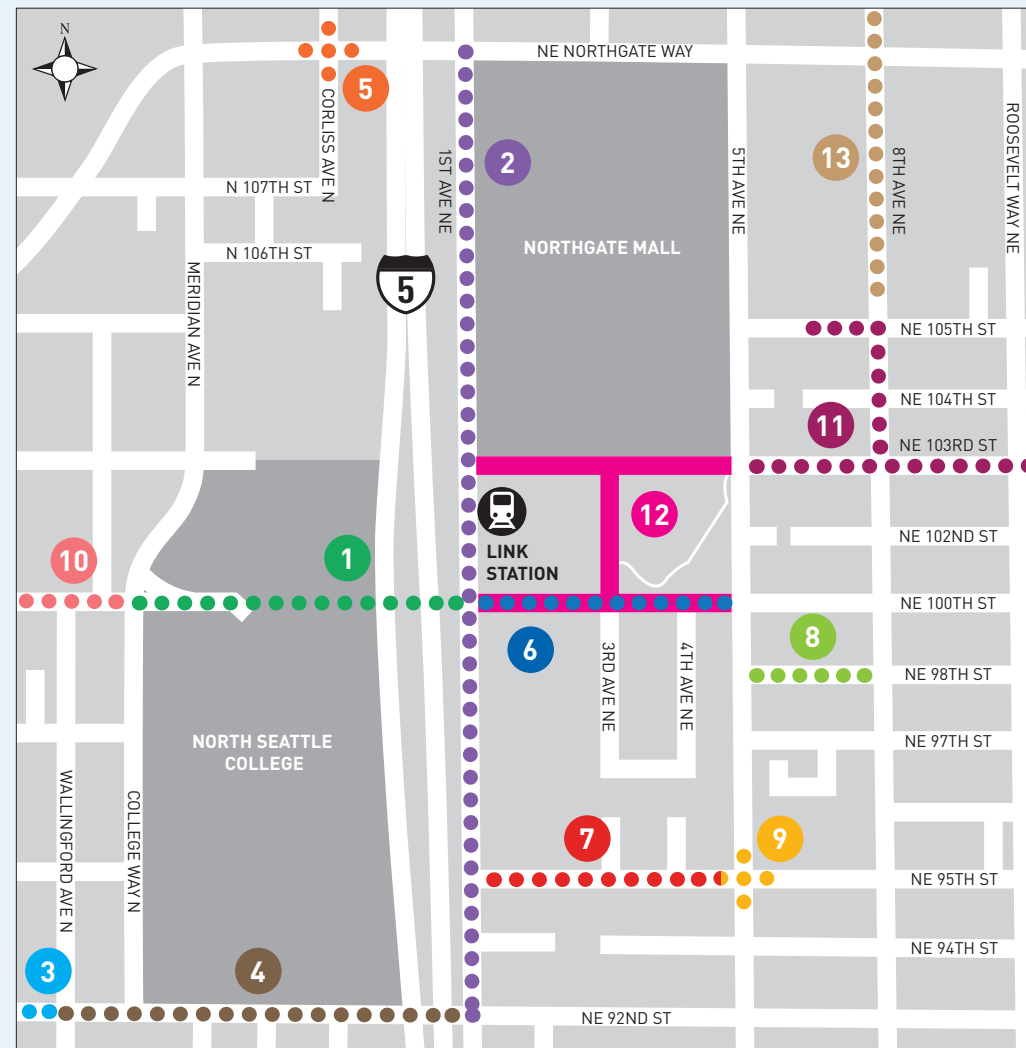 N
NE NORTHGATE WAY
5
CORLISS AVE N
1ST AVE NE
2
5TH AVE NE
13
8TH AVE NE
ROOSEVELT WAY NE
N 107TH ST
N 106TH ST
NORTHGATE MALL
MERIDIAN AVE N
5
NE 105TH ST
NE 104TH ST
11
NE 103RD ST
12
LINK
STATION
NE 102ND ST
10
1
NE 100TH ST
6
3RD AVE NE
4TH AVE NE
8
NE 98TH ST
NORTH SEATTLE
COLLEGE
NE 97TH ST
WALLINGFORD AVE N
COLLEGE WAY N
7
9
NE 95TH ST
NE 94TH ST
3
4
NE 92ND ST